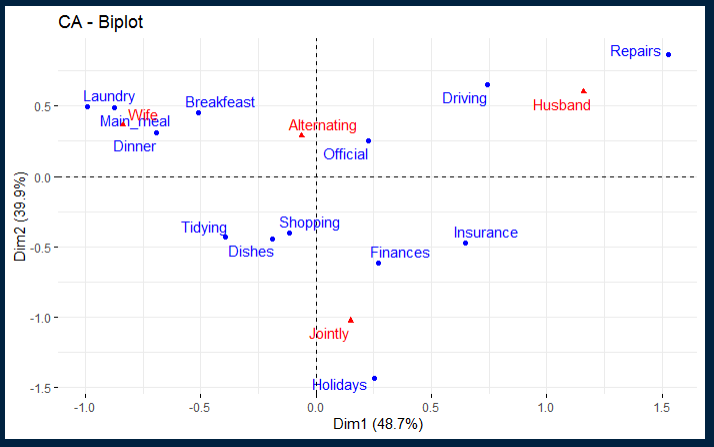 CA - Biplot
Repairs
Laundry
Wife
Breakfeast
Driving
Husband
Main_meal
Alternating
Dinner
Official
Tidying
Shopping
Dishes
Insurance
Finances
Jointly
Holidays
0.5
0.0
-0.5
-1.0
-1.5
Dim2 (39.9%)
-1.0
-0.5
0.0
0.5
1.0
1.5
Dim1 (48.7%)